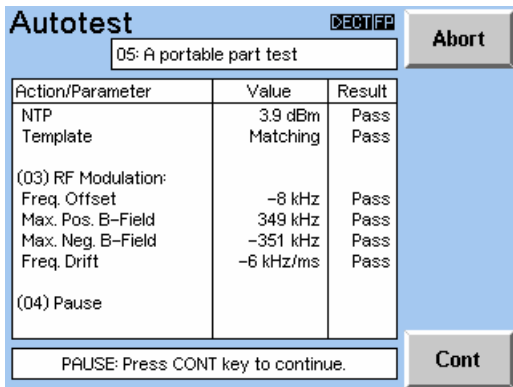 Autotest DECT FP
Abort
05: A portable part test
Action/Parameter Value Result
NTP 3.9 dBm Pass
Template Matching Pass
(03) RF Modulation:
Freq. Offset -8 kHz Pass
Max. Pos. B-Field 349 kHz Pass
Max. Neg. B-Field -351 kHz Pass
Freq. Drift -6 kHz/ms Pass
(04) Pause
PAUSE: Press CONT key to continue.
Cont